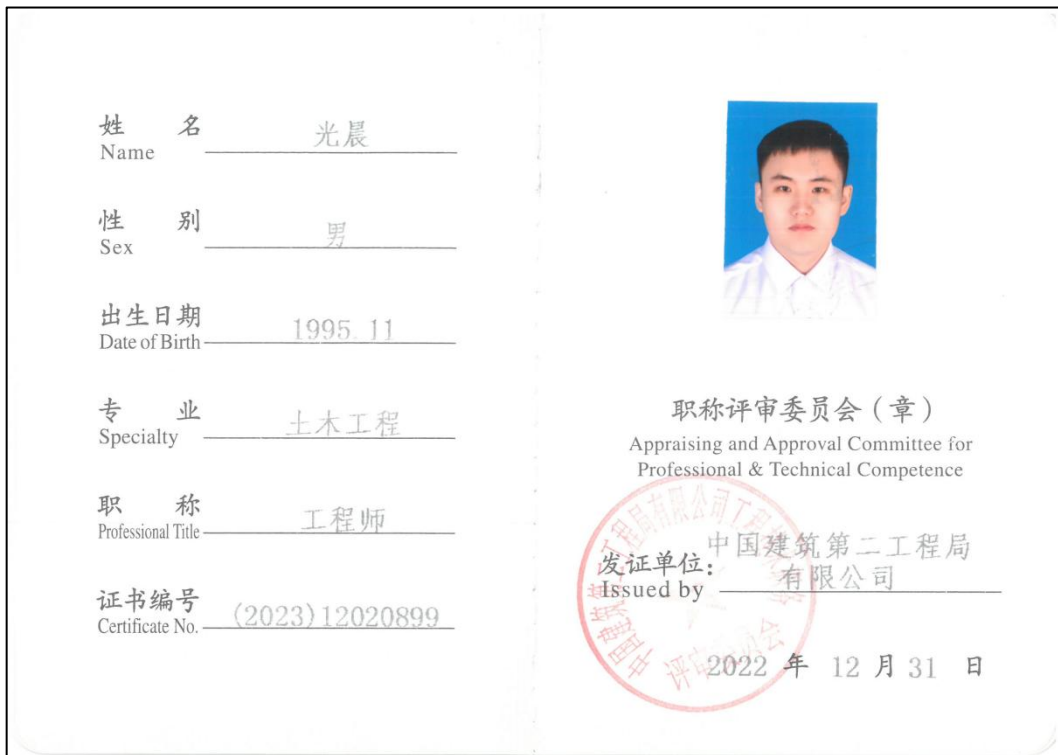 姓 名 光晨
Name
性 别 男
Sex
出生日期 1995.11
Date of Birth
专 业 土木工程
Specialty
职 称 工程师
Professional Title
证书编号 (2023)12020899
Certificate No.
职称评审委员会（章）
Appraising and Approval Committee for
Professional & Technical Competence
发证单位： 中国建筑第二工程局
Issued by 有限公司
2022 年 12 月 31 日